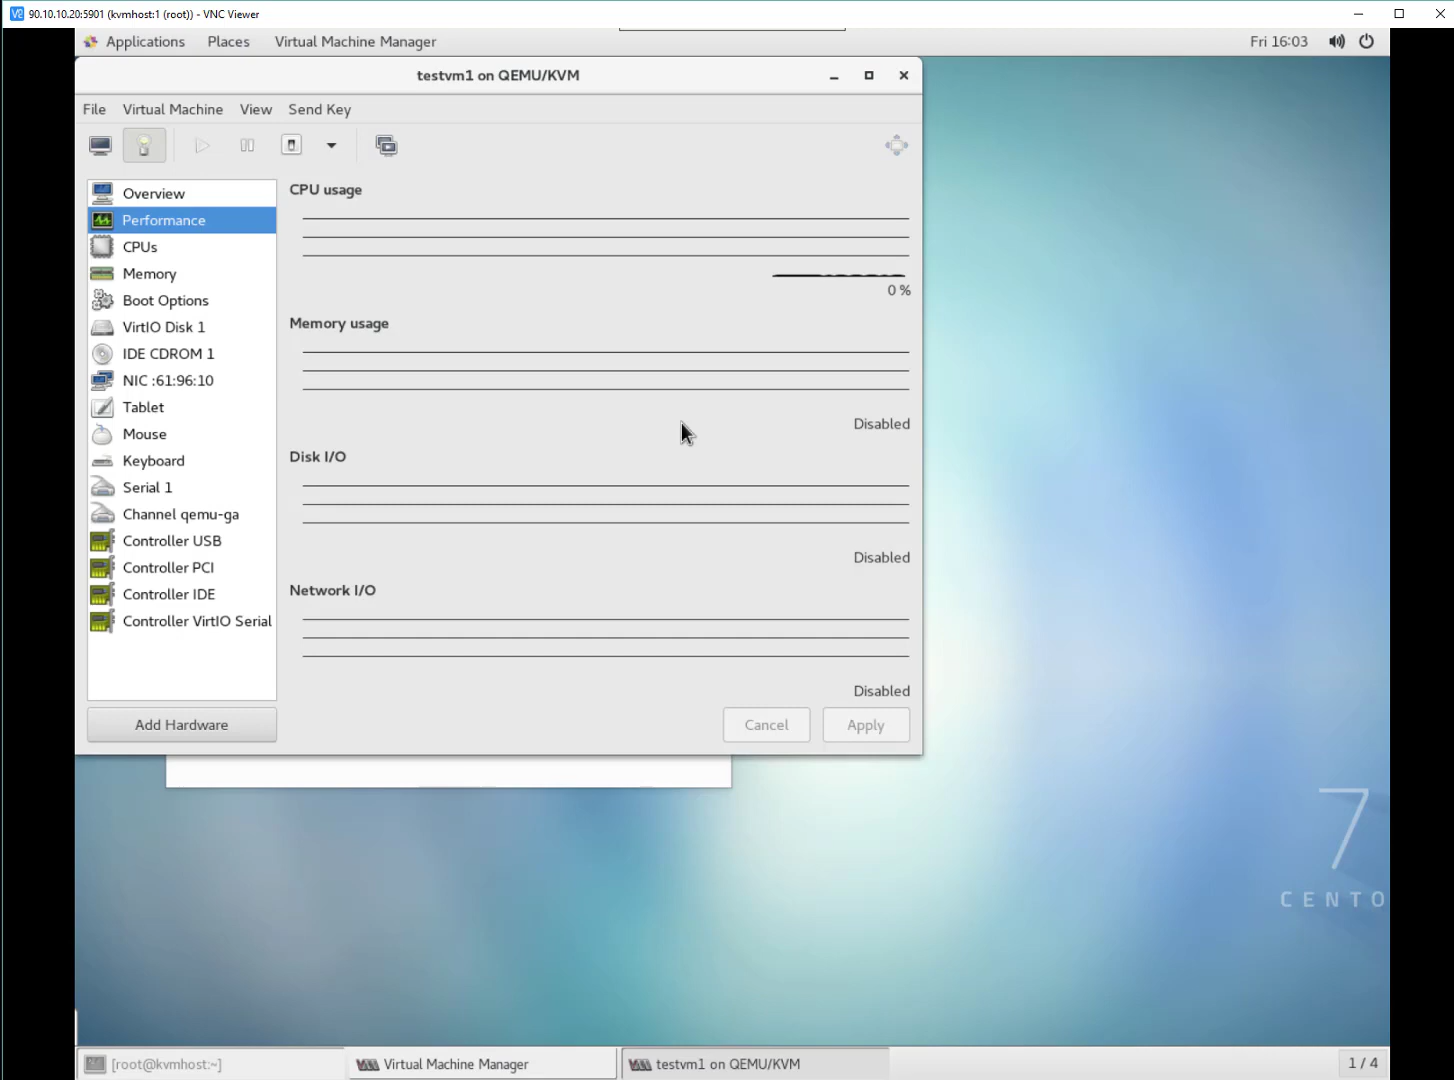 90.10.10.20:5901 (kvmhost:1 (root)) - VNC Viewer
Applications Places Virtual Machine Manager Fri 16:03
testvm1 on QEMU/KVM
File Virtual Machine View Send Key
Overview
Performance
CPUs
Memory
Boot Options
VirtIO Disk 1
IDE CDROM 1
NIC :61:96:10
Tablet
Mouse
Keyboard
Serial 1
Channel qemu-ga
Controller USB
Controller PCI
Controller IDE
Controller VirtIO Serial
Add Hardware
CPU usage
0 %
Memory usage
Disabled
Disk I/O
Disabled
Network I/O
Disabled
Cancel Apply
7
CENTO
[root@kvmhost:~] Virtual Machine Manager testvm1 on QEMU/KVM 1 / 4